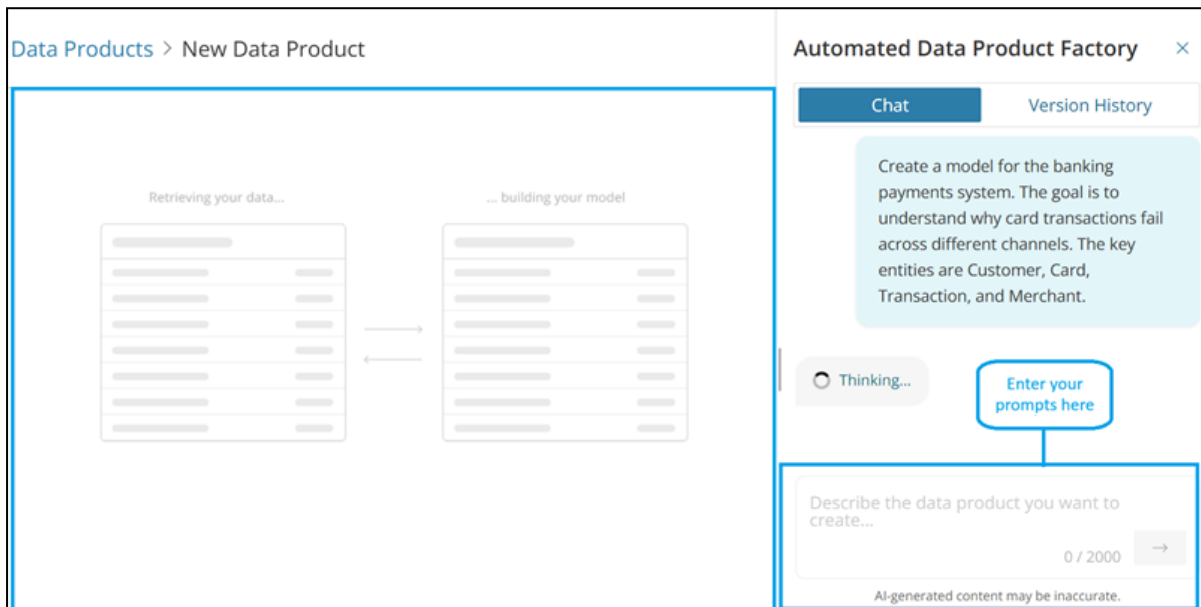 Data Products > New Data Product
Retrieving your data...
... building your model
Automated Data Product Factory ×
Chat
Version History
Create a model for the banking
payments system. The goal is to
understand why card transactions fail
across different channels. The key
entities are Customer, Card,
Transaction, and Merchant.
Thinking...
Enter your
prompts here
Describe the data product you want to
create...
0 / 2000
→
AI-generated content may be inaccurate.